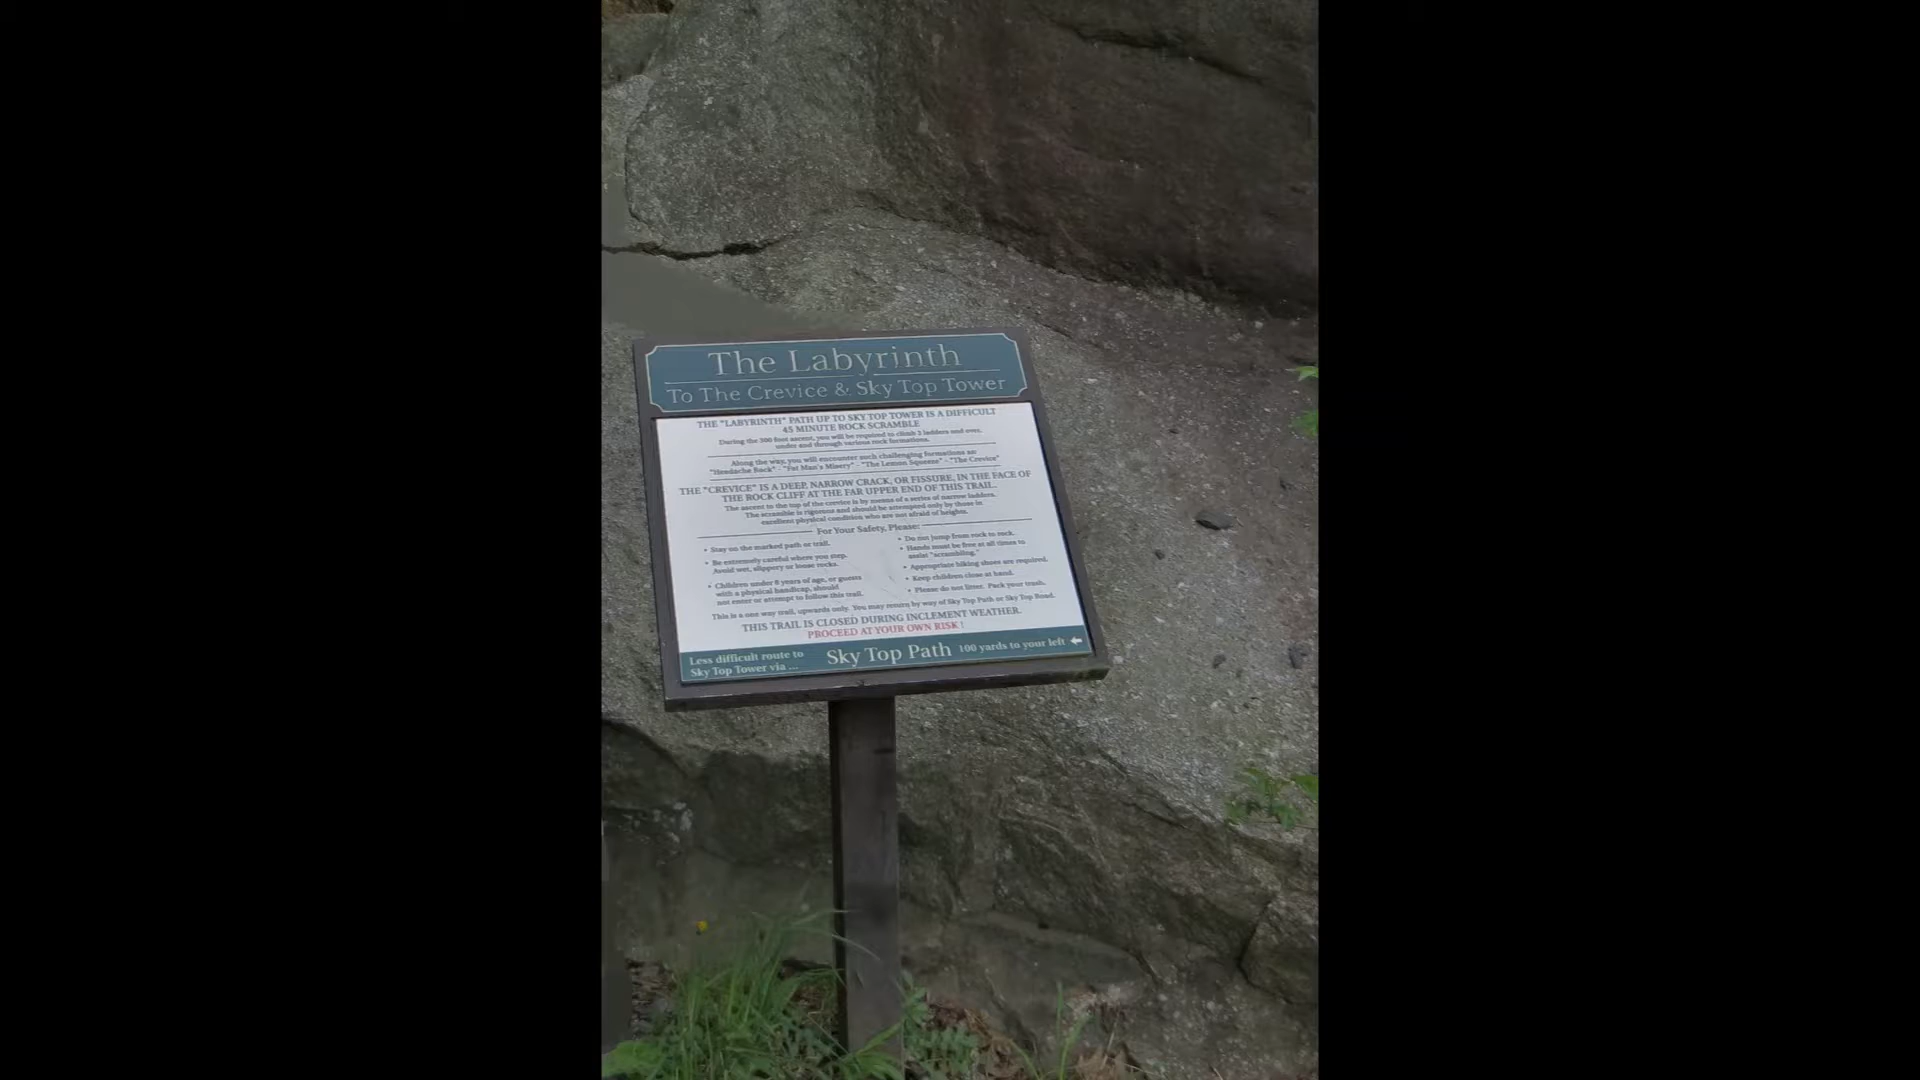 The Labyrinth
To The Crevice & Sky Top Tower
THE "LABYRINTH" PATH UP TO SKY TOP TOWER IS A DIFFICULT
45 MINUTE ROCK SCRAMBLE
During the 300 foot ascent, you will be required to climb 2 ladders and over,
under and through various rock formations.
Along the way, you will encounter such challenging formations as
"Headache Rock" - "Fat Man's Misery" - "The Lemon Squeeze" - "The Crevice"
THE "CREVICE" IS A DEEP, NARROW CRACK, OR FISSURE, IN THE FACE OF
THE ROCK CLIFF AT THE FAR UPPER END OF THIS TRAIL..
The ascent to the top of the crevice is by means of a series of narrow ladders.
The scramble is rigorous and should be attempted only by those in
excellent physical condition who are not afraid of heights.
For Your Safety, Please:
• Stay on the marked path or trail.
• Be extremely careful where you step.
Avoid wet, slippery or loose rocks.
• Children under 8 years of age, or guests
with a physical handicap, should
not enter or attempt to follow this trail.
• Do not jump from rock to rock.
• Hands must be free at all times to
assist "scrambling."
• Appropriate hiking shoes are required.
• Keep children close at hand.
• Please do not litter. Pack your trash.
This is a one way trail, upwards only. You may return by way of Sky Top Path or Sky Top Road.
THIS TRAIL IS CLOSED DURING INCLEMENT WEATHER.
PROCEED AT YOUR OWN RISK!
Less difficult route to
Sky Top Tower via ...
Sky Top Path
100 yards to your left